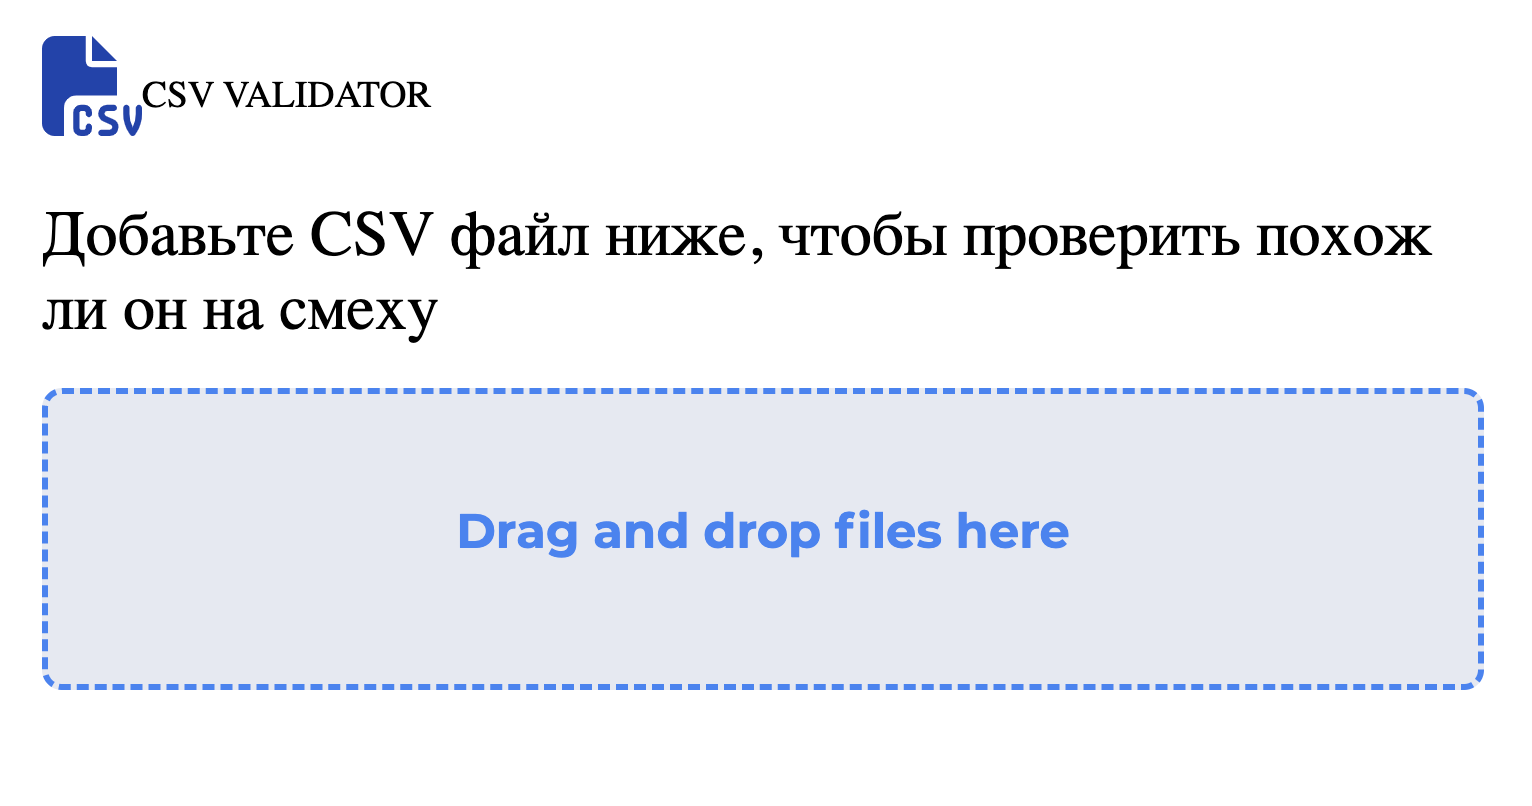 CSV
CSV VALIDATOR
Добавьте CSV файл ниже, чтобы проверить похож
ли он на смеху
Drag and drop files here